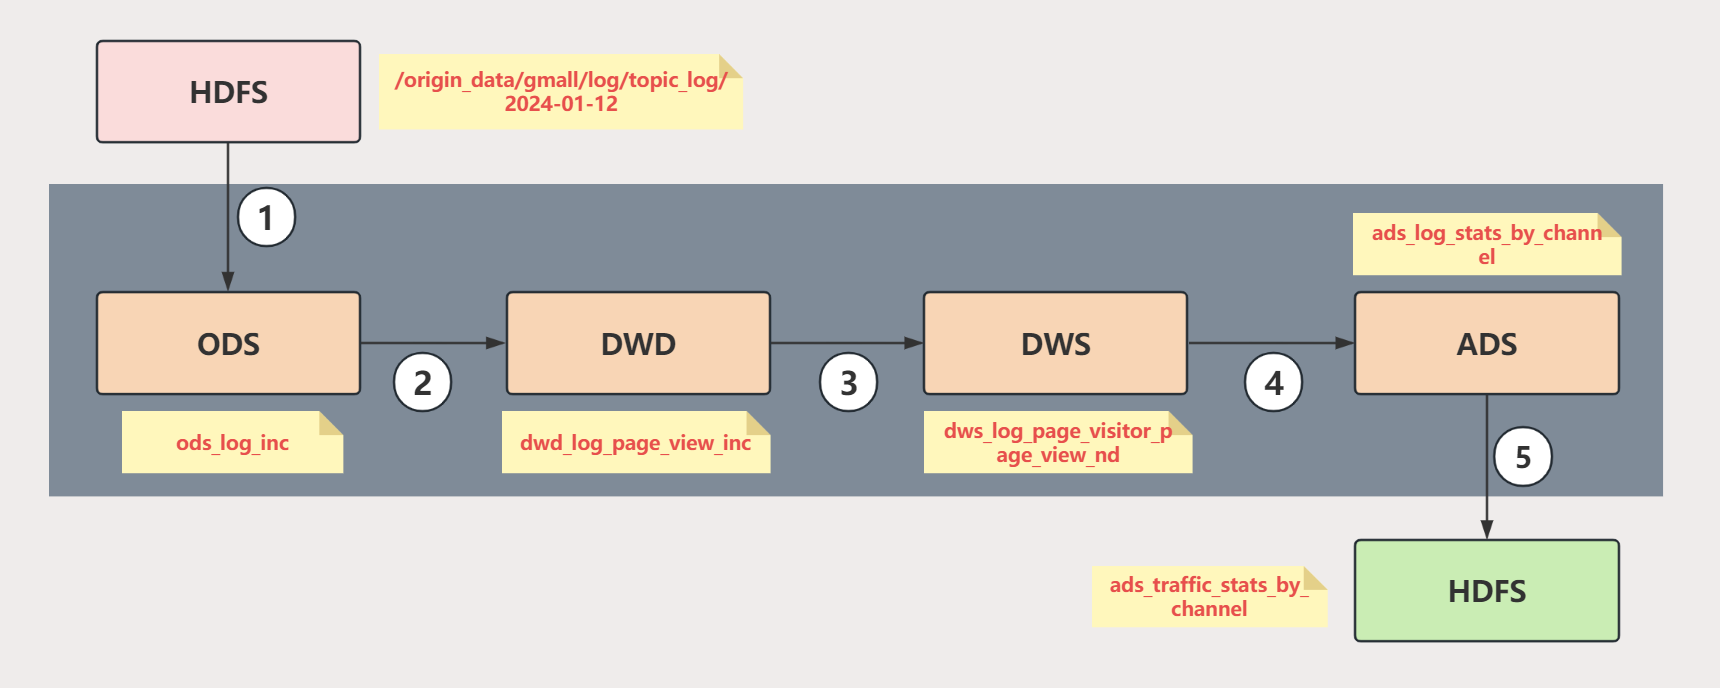 HDFS
/origin_data/gmall/log/topic_log/
2024-01-12
1
ads_log_stats_by_chann
el
ODS
2
DWD
3
DWS
4
ADS
ods_log_inc
dwd_log_page_view_inc
dws_log_page_visitor_p
age_view_nd
5
ads_traffic_stats_by_
channel
HDFS